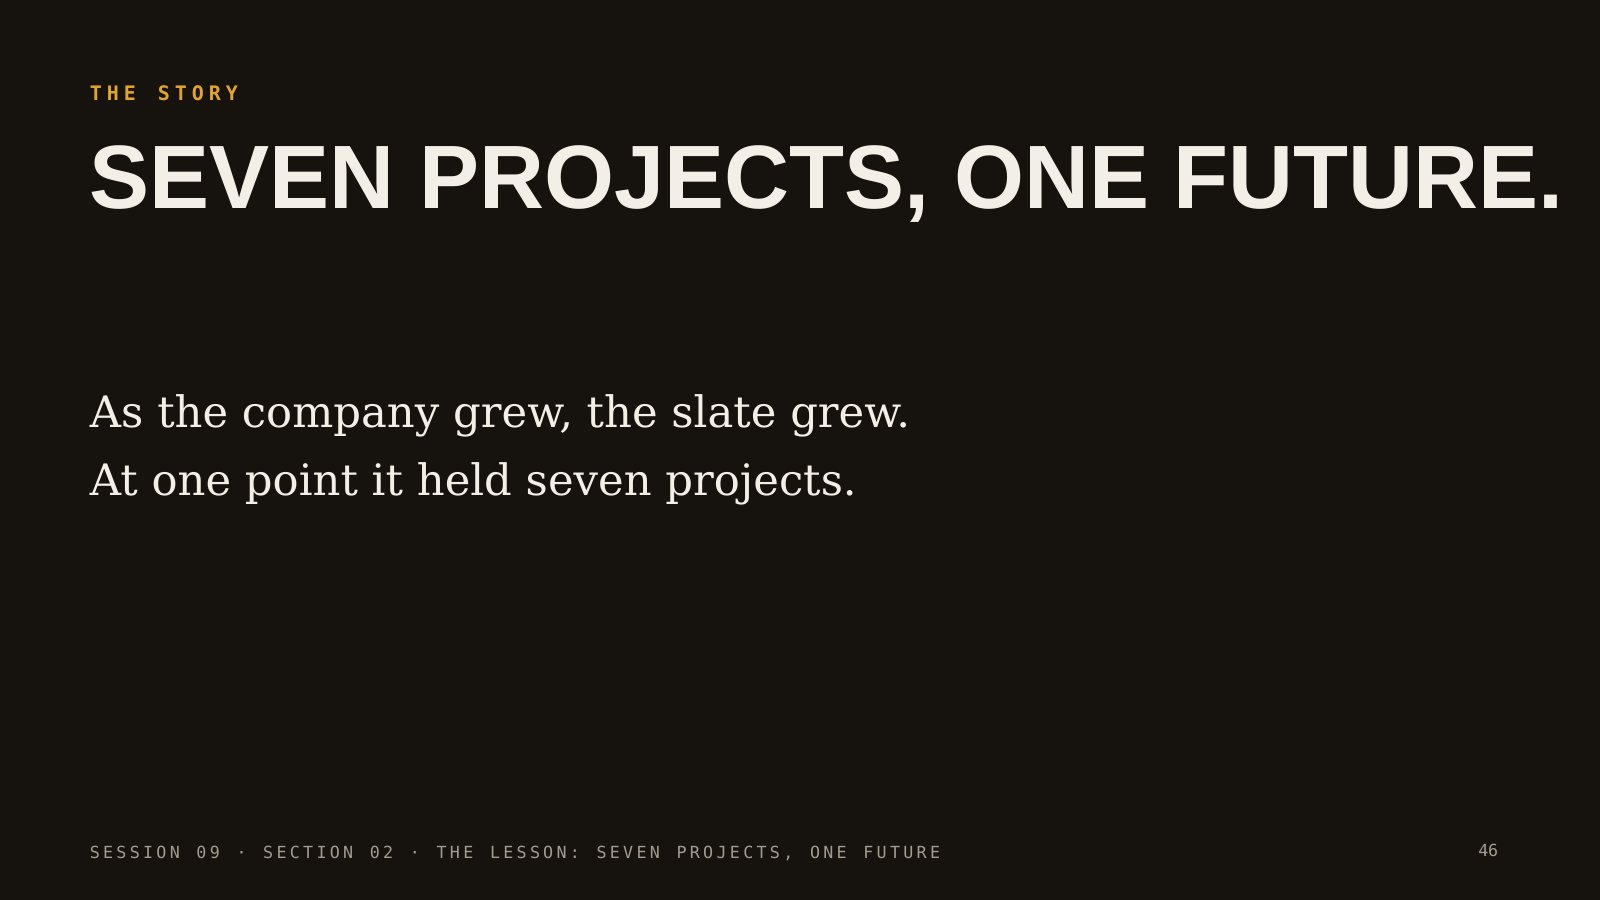 THE STORY
SEVEN PROJECTS, ONE FUTURE.
As the company grew, the slate grew.
At one point it held seven projects.
SESSION 09 · SECTION 02 · THE LESSON: SEVEN PROJECTS, ONE FUTURE
46